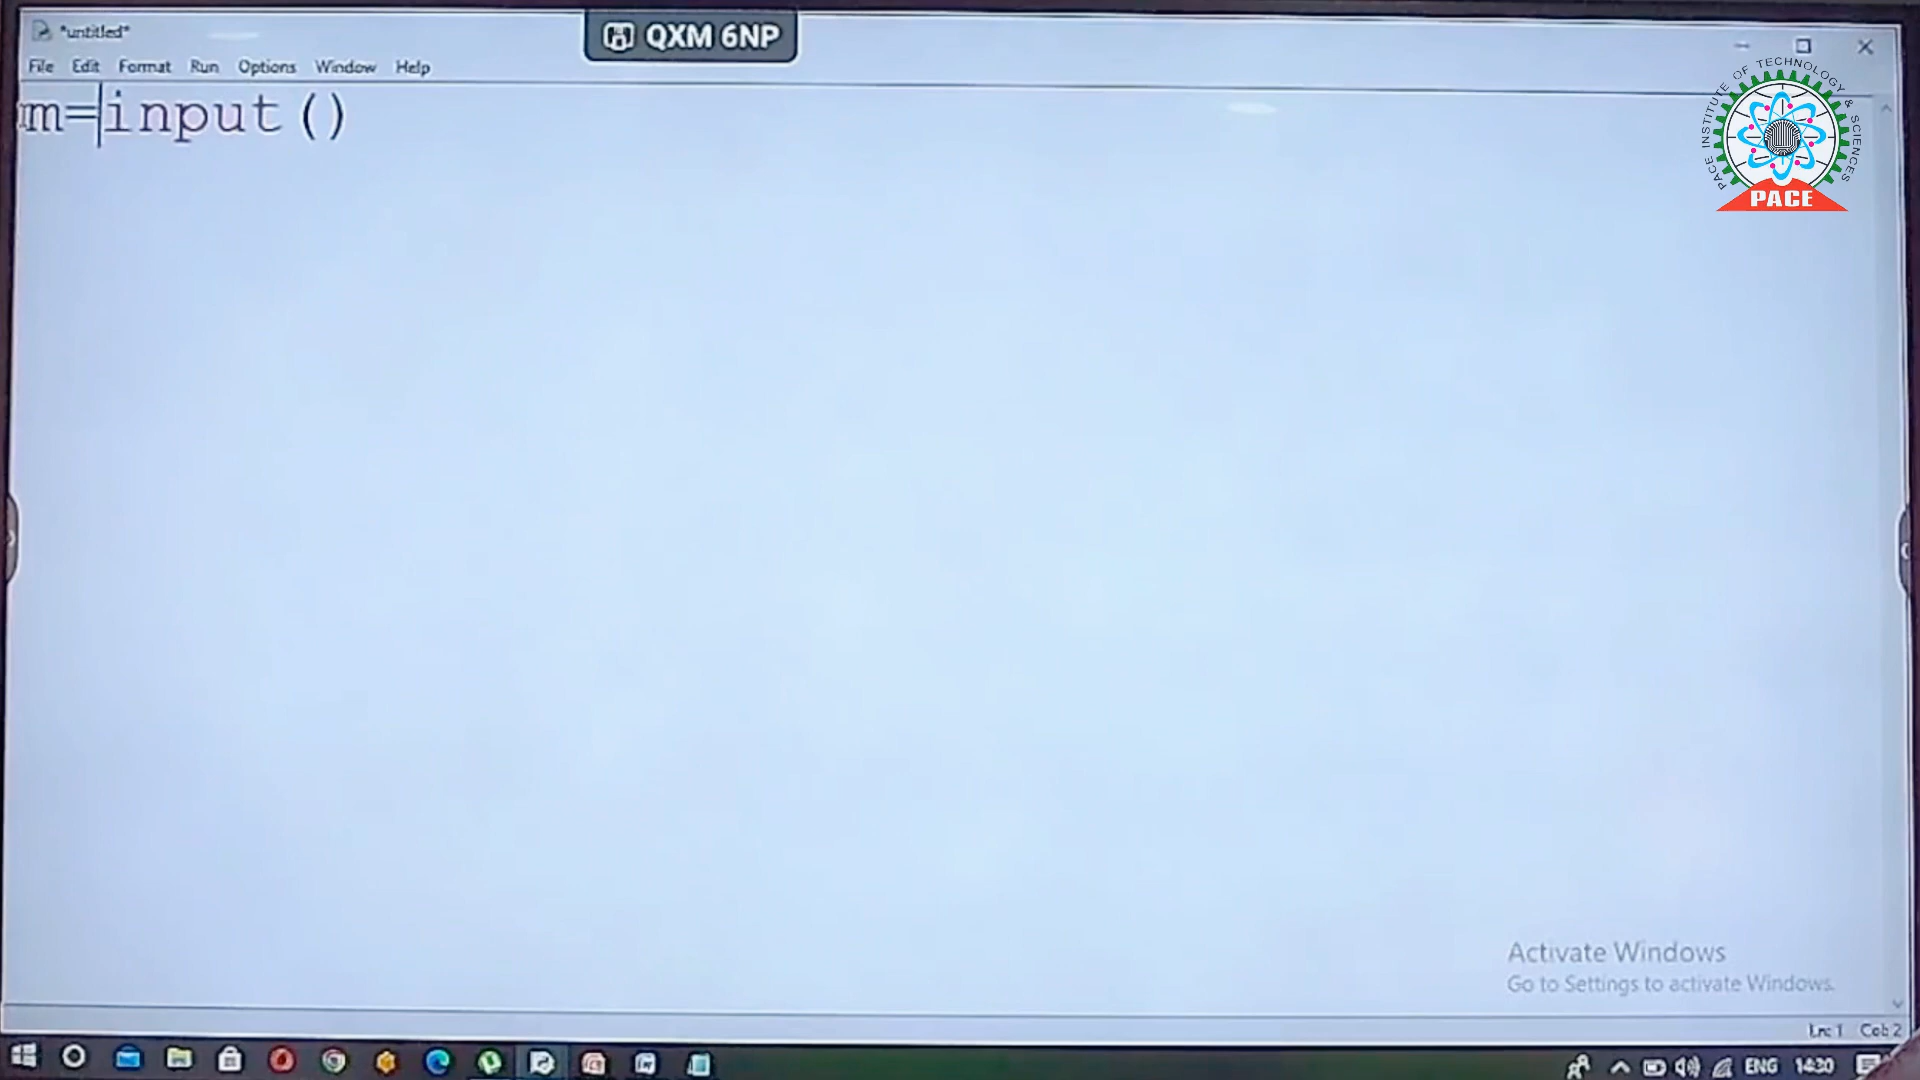 *untitled*
QXM 6NP
File Edit Format Run Options Window Help
m=input()
PACE INSTITUTE OF TECHNOLOGY & SCIENCES
PACE
Activate Windows
Go to Settings to activate Windows.
Ln: 1 Col: 2
ENG 14:30